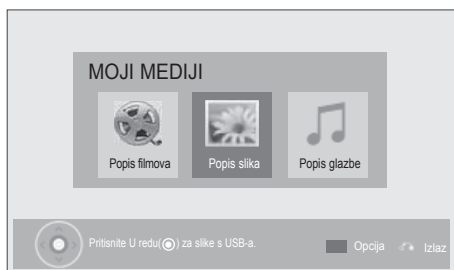 MOJI MEDIJI
Popis filmova
Popis slika
Popis glazbe
Pritisnite U redu(◉) za slike s USB-a.
Opcija
Izlaz